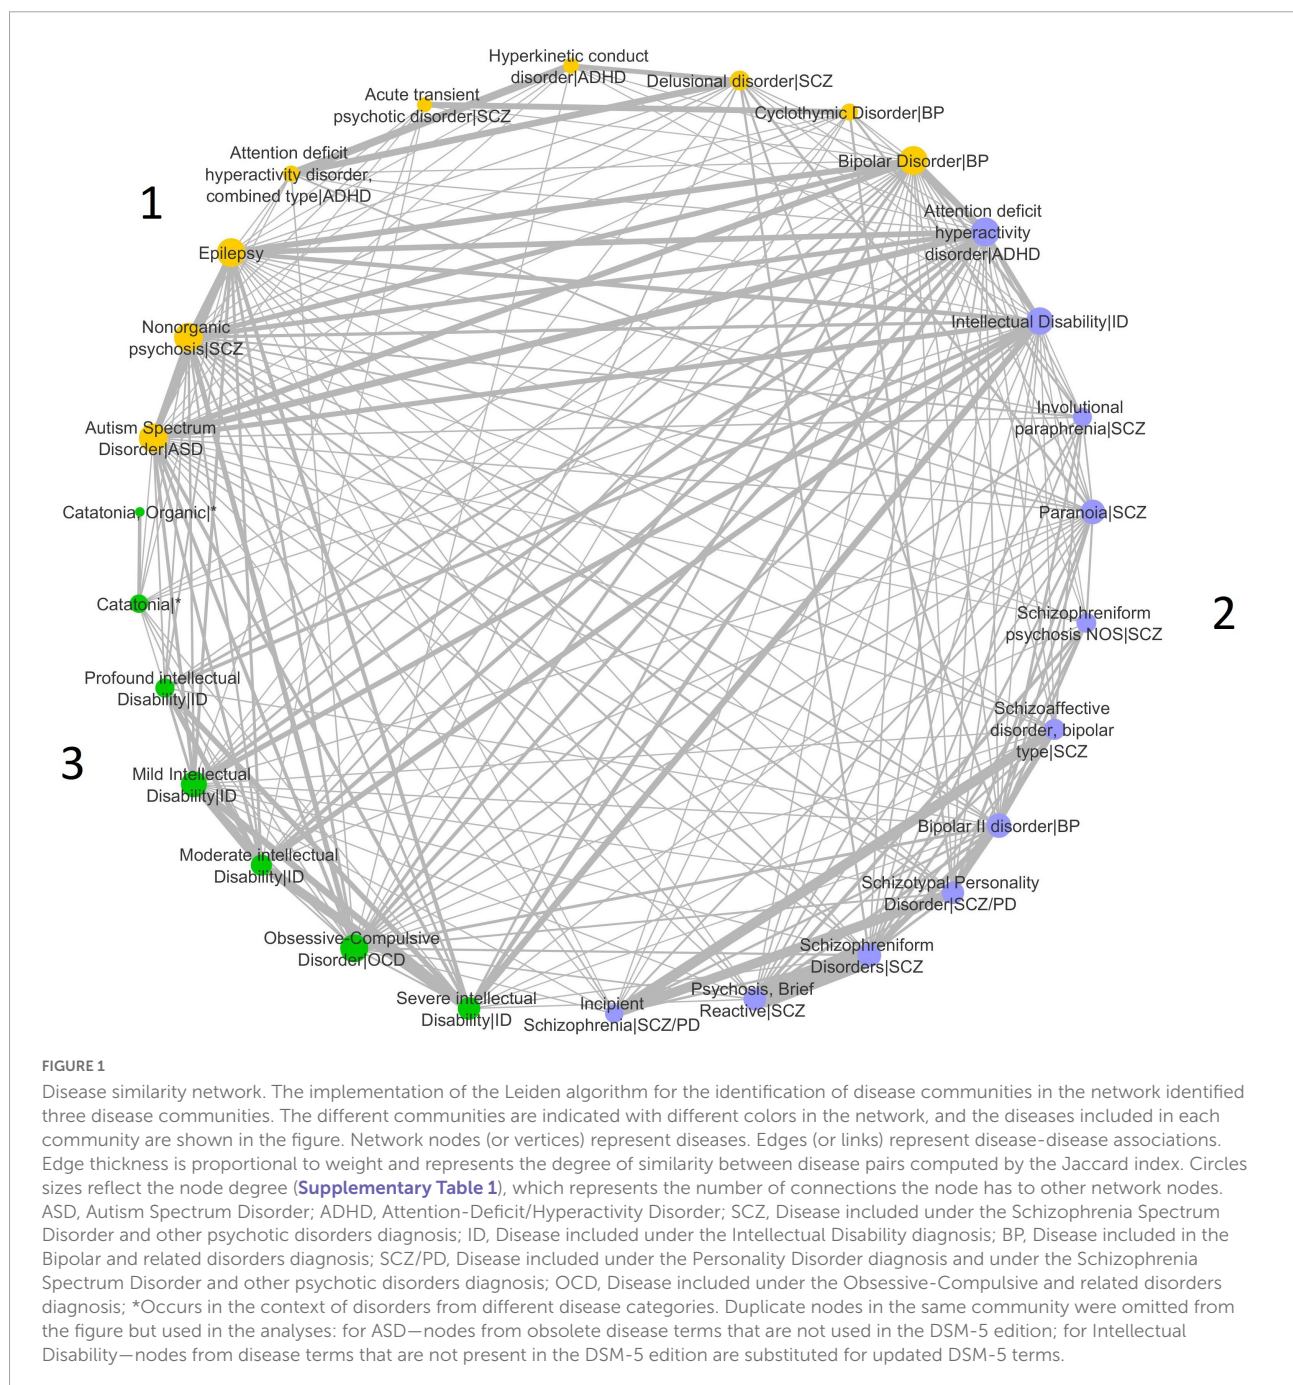 Hyperkinetic conduct
disorder|ADHD
Delusional disorder|SCZ
Acute transient
psychotic disorder|SCZ
Cyclothymic Disorder|BP
Attention deficit
hyperactivity disorder,
combined type|ADHD
Bipolar Disorder|BP
1
Attention deficit
hyperactivity
disorder|ADHD
Epilepsy
Intellectual Disability|ID
Nonorganic
psychosis|SCZ
Involutional
paraphrenia|SCZ
Autism Spectrum
Disorder|ASD
Catatonia, Organic|*
Paranoia|SCZ
Catatonia|*
Schizophreniform
psychosis NOS|SCZ
2
Profound intellectual
Disability|ID
Schizoaffective
disorder, bipolar
type|SCZ
3
Mild Intellectual
Disability|ID
Bipolar II disorder|BP
Moderate intellectual
Disability|ID
Schizotypal Personality
Disorder|SCZ/PD
Obsessive-Compulsive
Disorder|OCD
Schizophreniform
Disorders|SCZ
Severe intellectual
Disability|ID
Incipient
Schizophrenia|SCZ/PD
Psychosis, Brief
Reactive|SCZ
FIGURE 1
Disease similarity network. The implementation of the Leiden algorithm for the identification of disease communities in the network identified
three disease communities. The different communities are indicated with different colors in the network, and the diseases included in each
community are shown in the figure. Network nodes (or vertices) represent diseases. Edges (or links) represent disease-disease associations.
Edge thickness is proportional to weight and represents the degree of similarity between disease pairs computed by the Jaccard index. Circles
sizes reflect the node degree (Supplementary Table 1), which represents the number of connections the node has to other network nodes.
ASD, Autism Spectrum Disorder; ADHD, Attention-Deficit/Hyperactivity Disorder; SCZ, Disease included under the Schizophrenia Spectrum
Disorder and other psychotic disorders diagnosis; ID, Disease included under the Intellectual Disability diagnosis; BP, Disease included in the
Bipolar and related disorders diagnosis; SCZ/PD, Disease included under the Personality Disorder diagnosis and under the Schizophrenia
Spectrum Disorder and other psychotic disorders diagnosis; OCD, Disease included under the Obsessive-Compulsive and related disorders
diagnosis; *Occurs in the context of disorders from different disease categories. Duplicate nodes in the same community were omitted from
the figure but used in the analyses: for ASD—nodes from obsolete disease terms that are not used in the DSM-5 edition; for Intellectual
Disability—nodes from disease terms that are not present in the DSM-5 edition are substituted for updated DSM-5 terms.